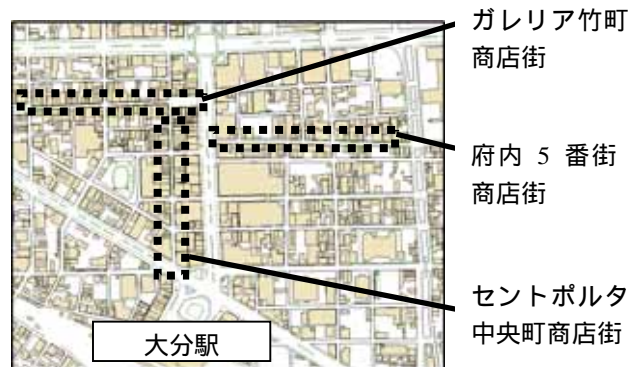 ガレリア竹町
商店街
府内 5 番街
商店街
セントポルタ
中央町商店街
大分駅